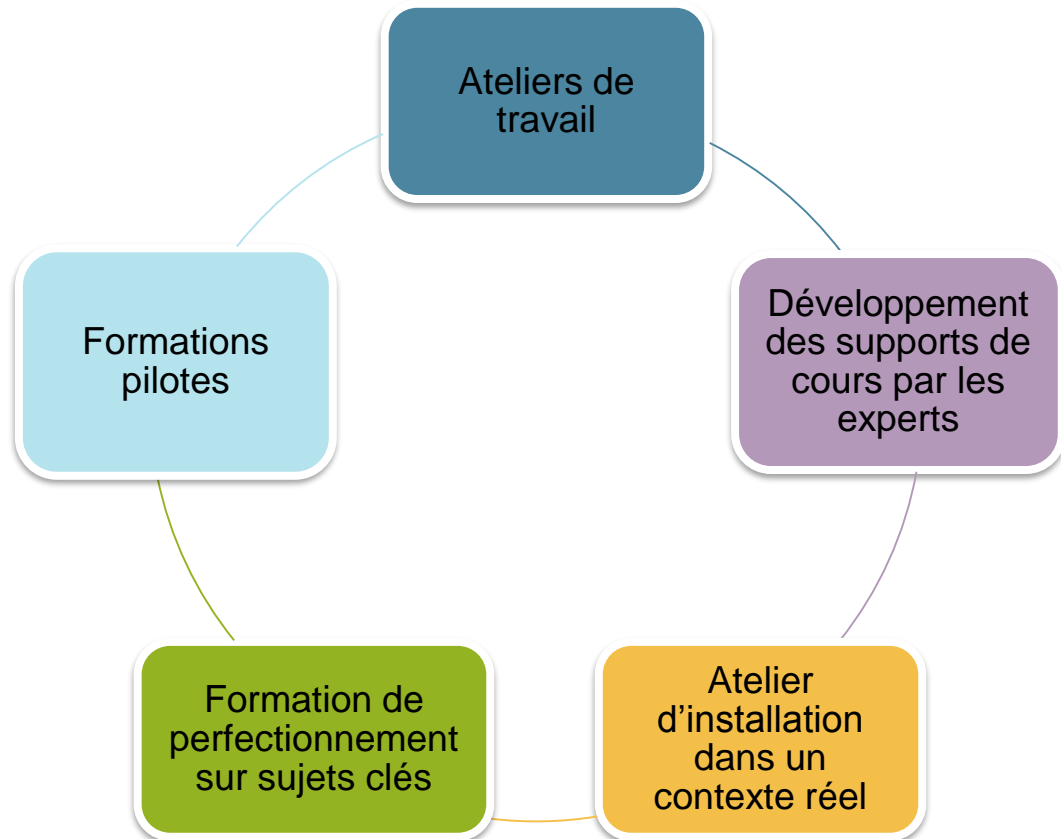 Ateliers de
travail
Développement
des supports de
cours par les
experts
Atelier
d’installation
dans un
contexte réel
Formation de
perfectionnement
sur sujets clés
Formations
pilotes